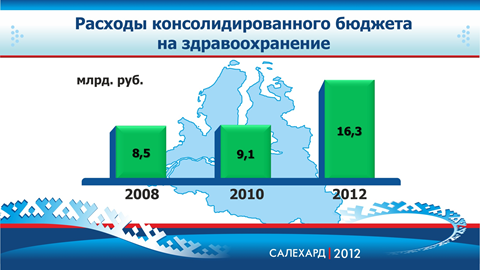 Расходы консолидированного бюджета
на здравоохранение
млрд. руб.
8,5
9,1
16,3
2008
2010
2012
САЛЕХАРД | 2012